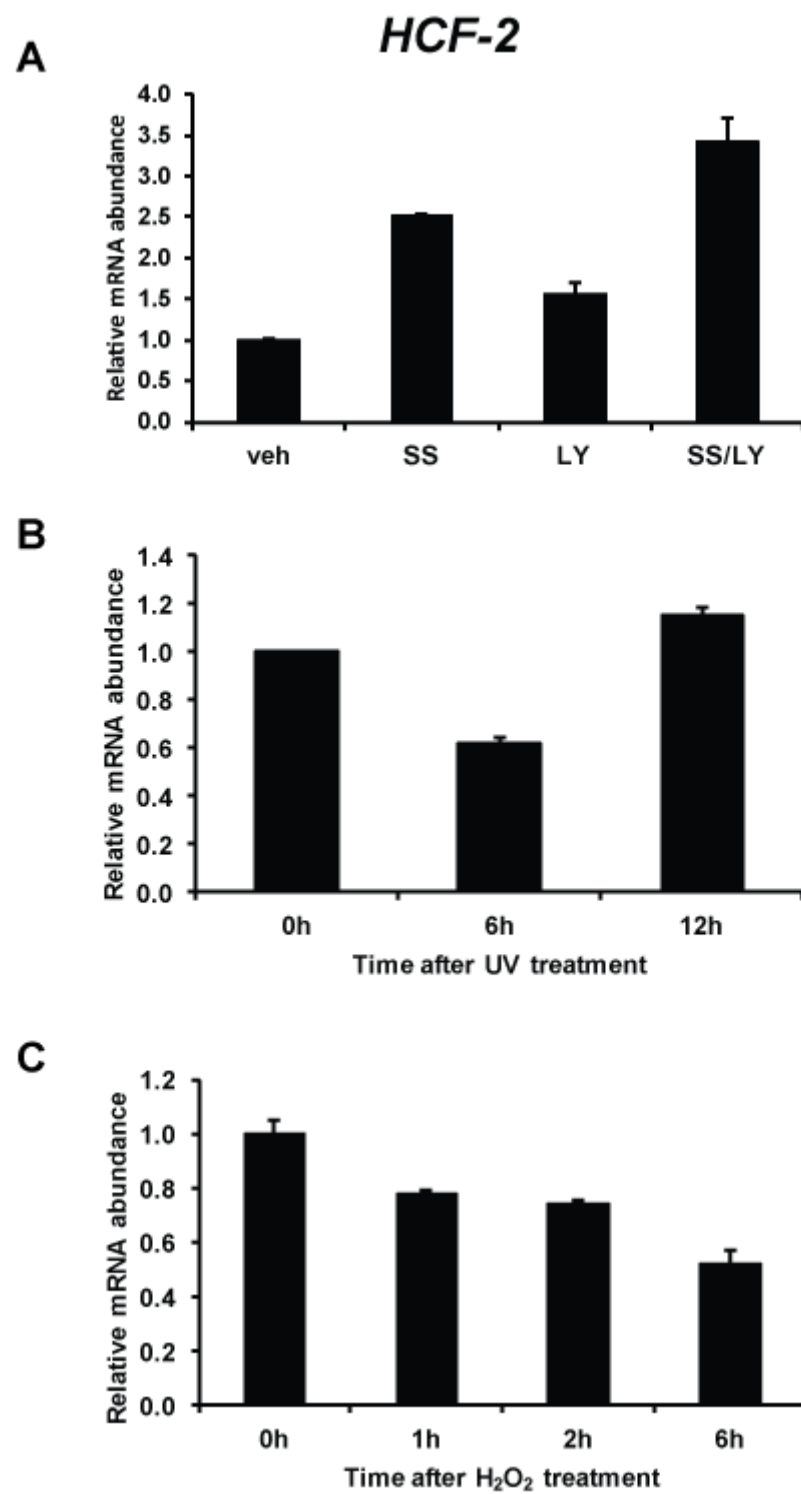 HCF-2
A
Relative mRNA abundance
4.0
3.5
3.0
2.5
2.0
1.5
1.0
0.5
0.0
veh SS LY SS/LY
B
Relative mRNA abundance
1.4
1.2
1.0
0.8
0.6
0.4
0.2
0.0
0h 6h 12h
Time after UV treatment
C
Relative mRNA abundance
1.2
1.0
0.8
0.6
0.4
0.2
0.0
0h 1h 2h 6h
Time after H₂O₂ treatment